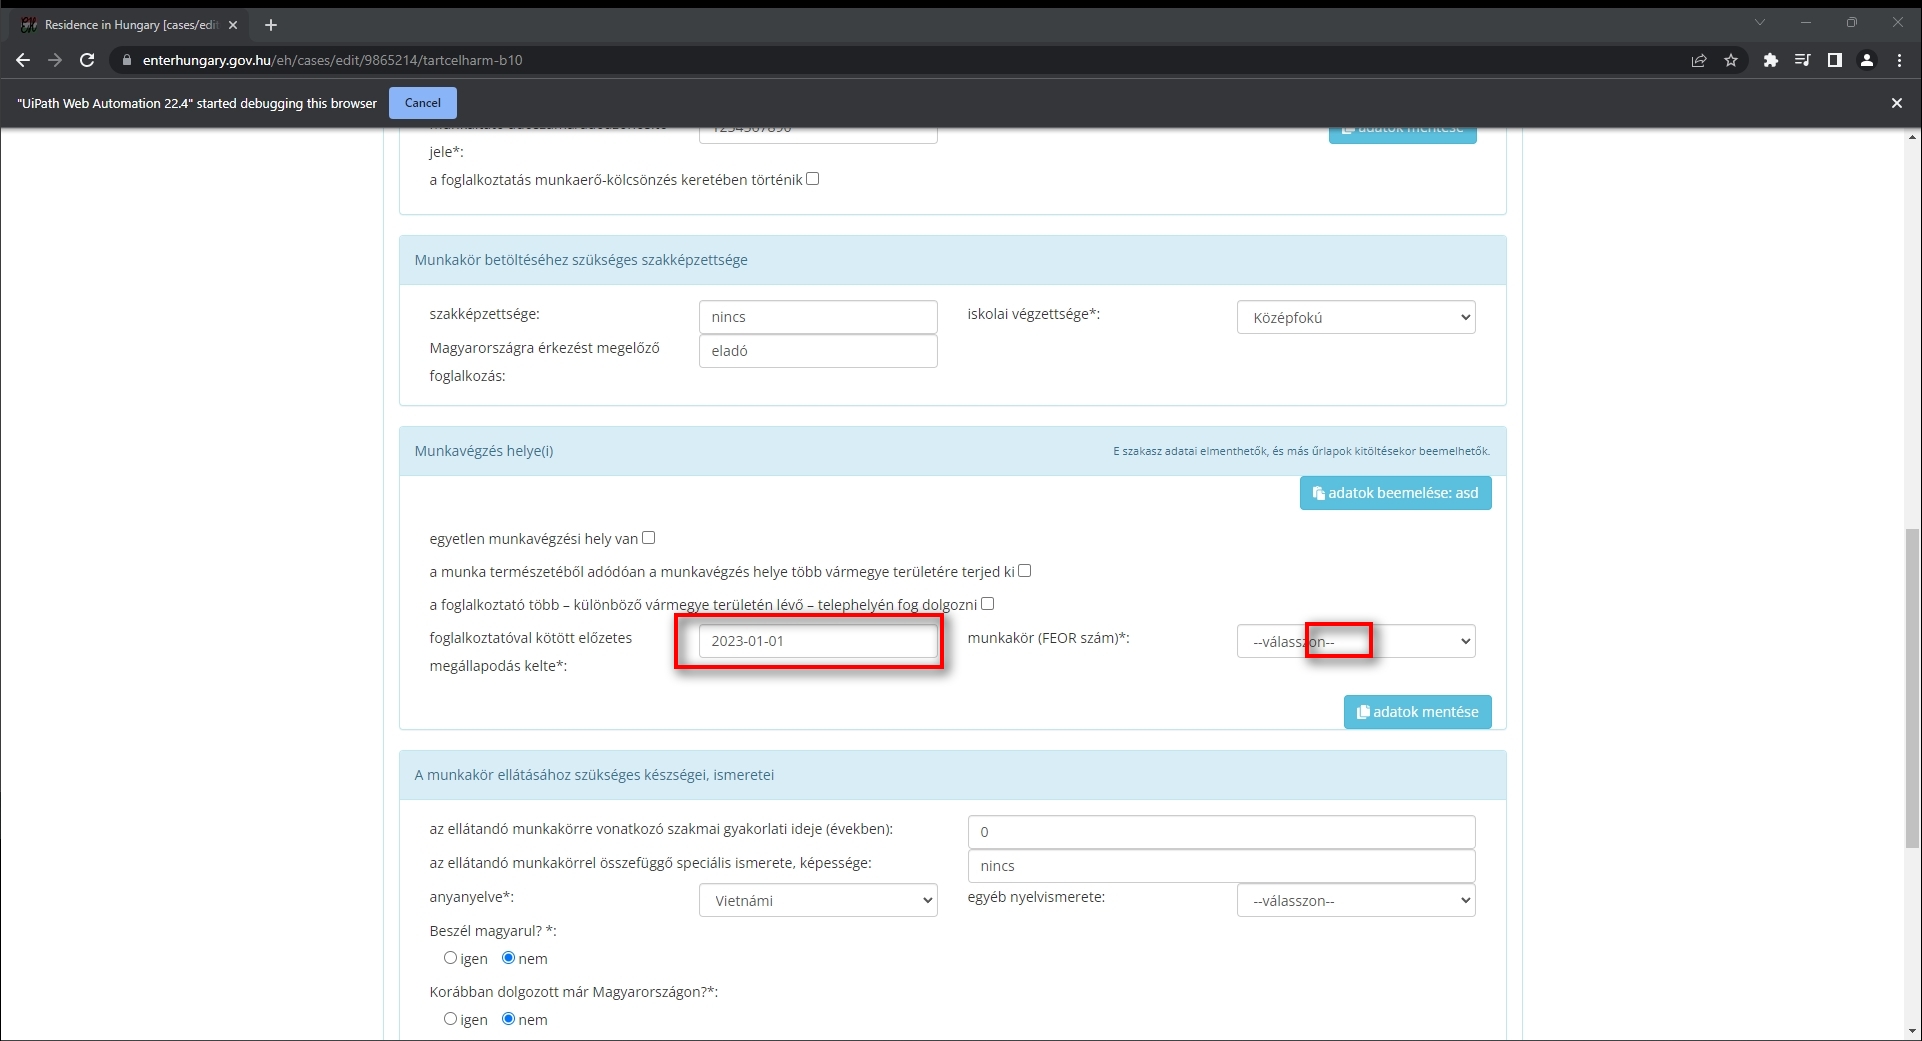 Residence in Hungary [cases/edit
enterhungary.gov.hu/eh/cases/edit/9865214/tartcelharm-b10
"UiPath Web Automation 22.4" started debugging this browser Cancel
1234567890 adatok mentése
jele*:
a foglalkoztatás munkaerő-kölcsönzés keretében történik
Munkakör betöltéséhez szükséges szakképzettsége
szakképzettsége: nincs iskolai végzettsége*: Középfokú
Magyarországra érkezést megelőző eladó
foglalkozás:
Munkavégzés helye(i) E szakasz adatai elmenthetők, és más űrlapok kitöltésekor beemelhetők.
adatok beemelése: asd
egyetlen munkavégzési hely van
a munka természetéből adódóan a munkavégzés helye több vármegye területére terjed ki
a foglalkoztató több – különböző vármegye területén lévő – telephelyén fog dolgozni
foglalkoztatóval kötött előzetes 2023-01-01 munkakör (FEOR szám)*: --válasszon--
megállapodás kelte*:
adatok mentése
A munkakör ellátásához szükséges készségei, ismeretei
az ellátandó munkakörre vonatkozó szakmai gyakorlati ideje (években): 0
az ellátandó munkakörrel összefüggő speciális ismerete, képessége: nincs
anyanyelve*: Vietnámi egyéb nyelvismerete: --válasszon--
Beszél magyarul? *:
igen nem
Korábban dolgozott már Magyarországon?*:
igen nem